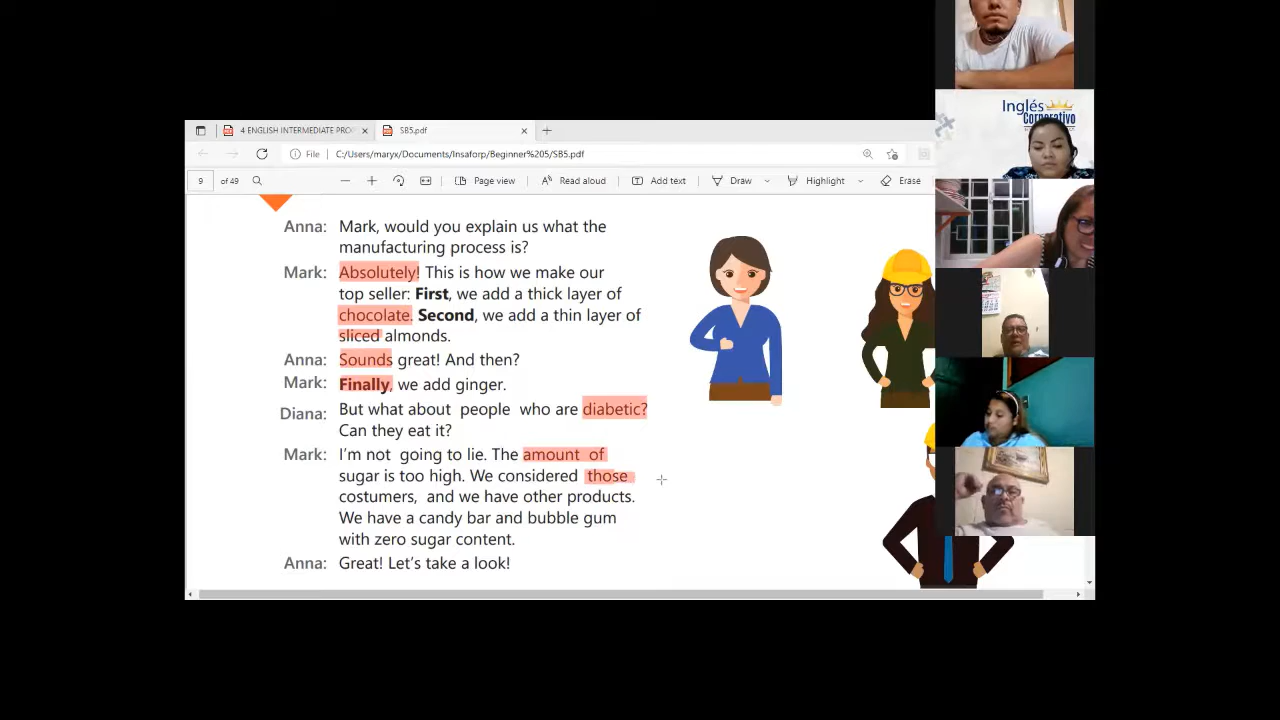 Inglés
Corporativo
4 ENGLISH INTERMEDIATE PRO
SB5.pdf
File
C:/Users/maryx/Documents/Insaforp/Beginner%205/SB5.pdf
9 of 49
Page view
Read aloud
Add text
Draw
Highlight
Erase
Anna: Mark, would you explain us what the
manufacturing process is?
Mark: Absolutely! This is how we make our
top seller: First, we add a thick layer of
chocolate. Second, we add a thin layer of
sliced almonds.
Anna: Sounds great! And then?
Mark: Finally, we add ginger.
Diana: But what about people who are diabetic?
Can they eat it?
Mark: I'm not going to lie. The amount of
sugar is too high. We considered those
costumers, and we have other products.
We have a candy bar and bubble gum
with zero sugar content.
Anna: Great! Let's take a look!